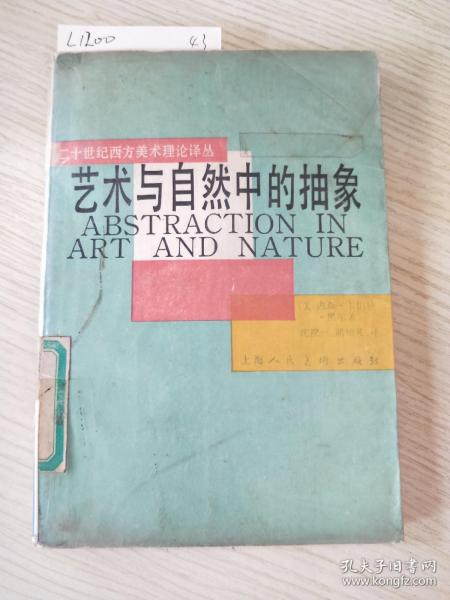 L1200 43
二十世纪西方美术理论译丛
艺术与自然中的抽象
ABSTRACTION IN
ART AND NATURE
上海人民美术出版社
孔夫子旧书网
www.kongfz.com